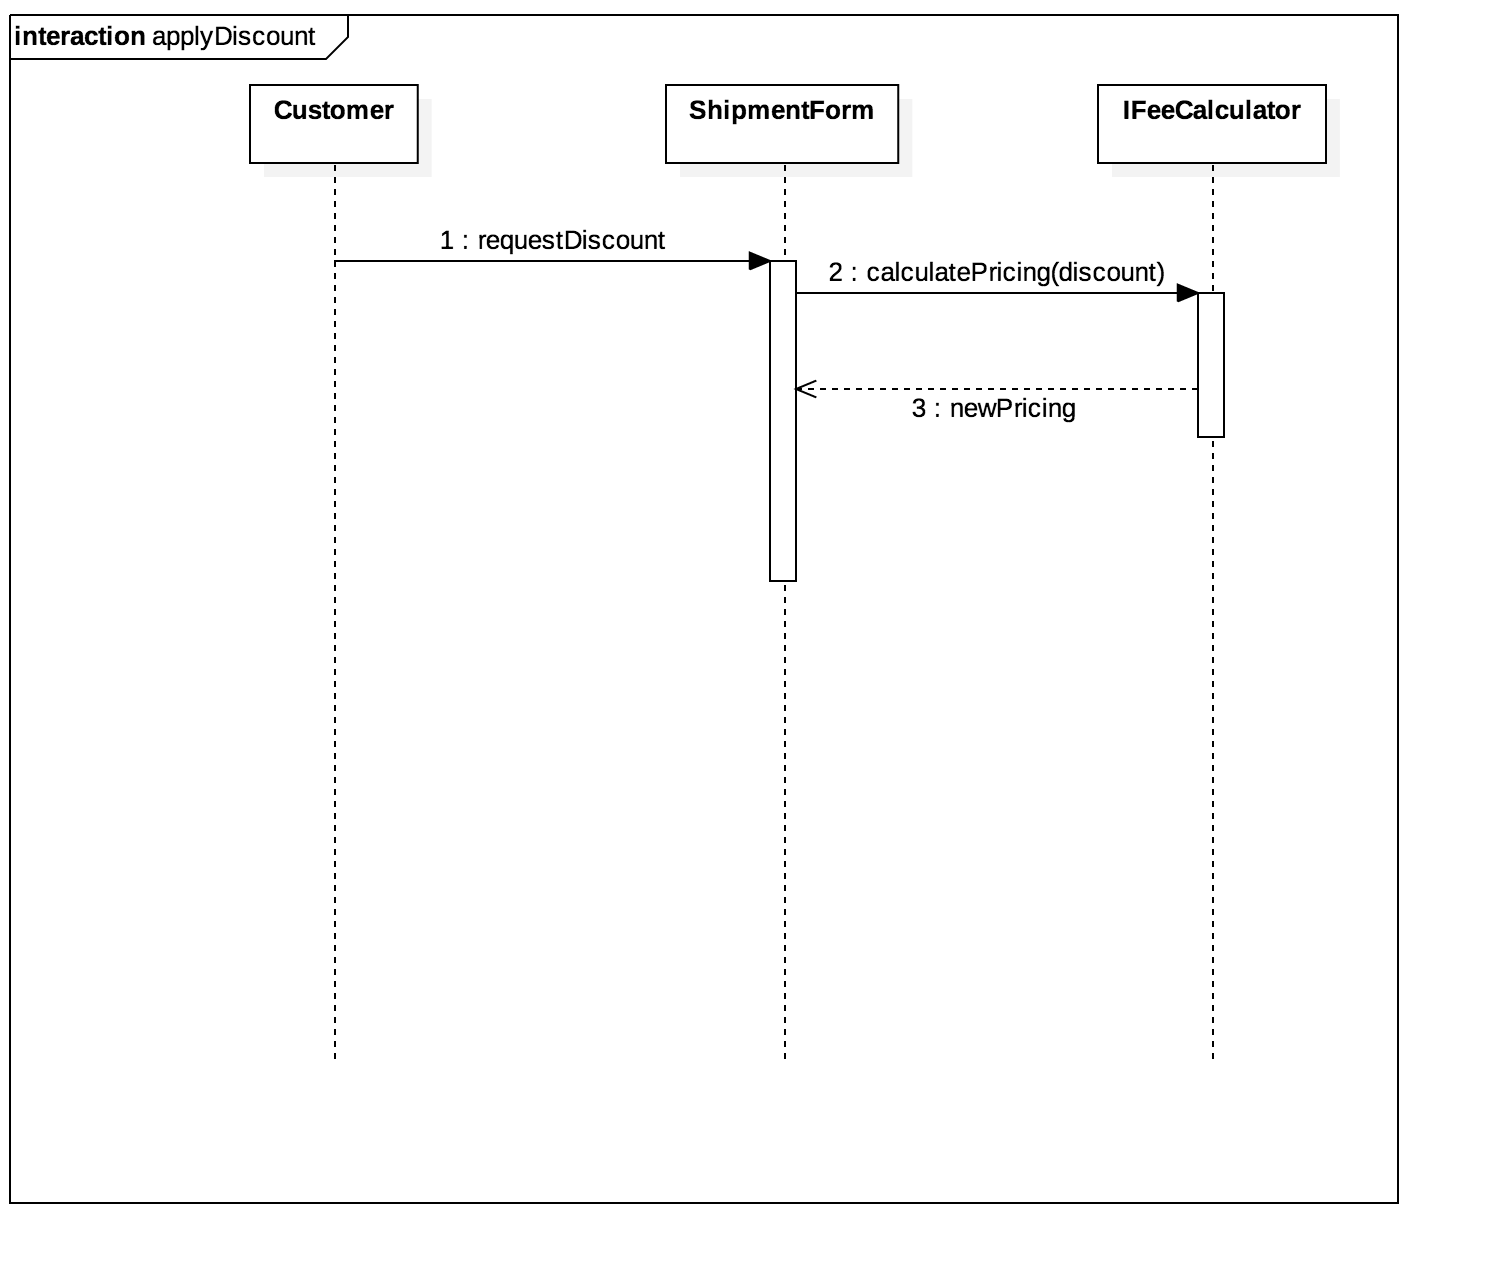 interaction applyDiscount
Customer
ShipmentForm
IFeeCalculator
1 : requestDiscount
2 : calculatePricing(discount)
3 : newPricing